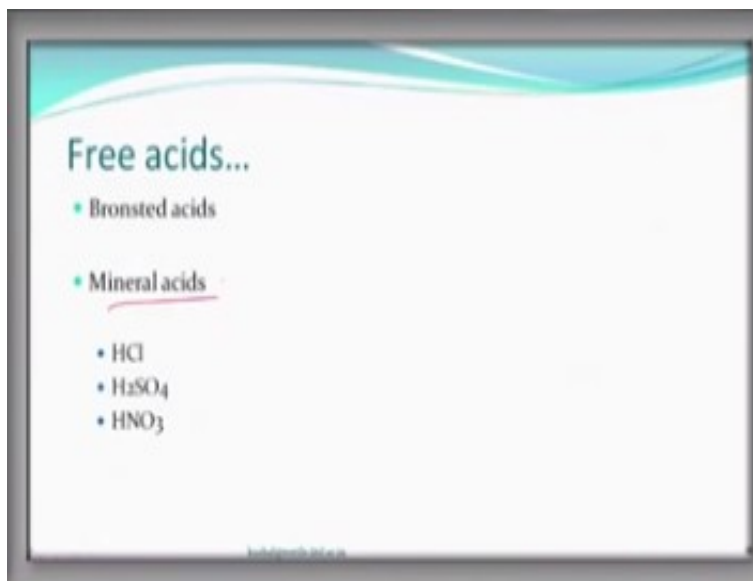 Free acids...
• Bronsted acids
• Mineral acids
• HCl
• H2SO4
• HNO3